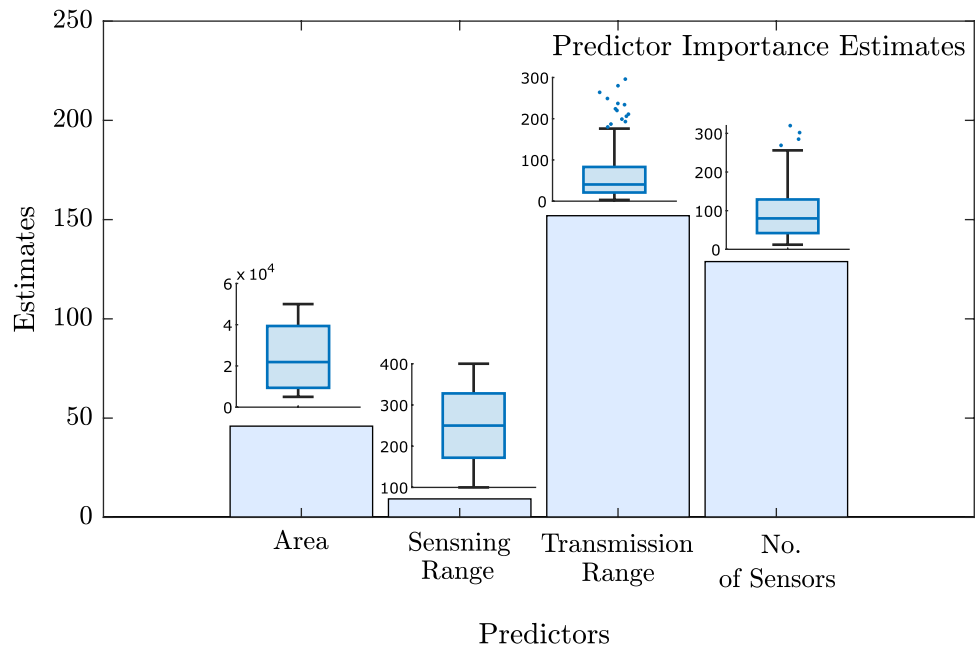 Predictor Importance Estimates
250
200
150
100
50
0
Estimates
x 10^4
6
4
2
0
400
300
200
100
300
200
100
0
300
200
100
0
Area
Sensning
Range
Transmission
Range
No.
of Sensors
Predictors